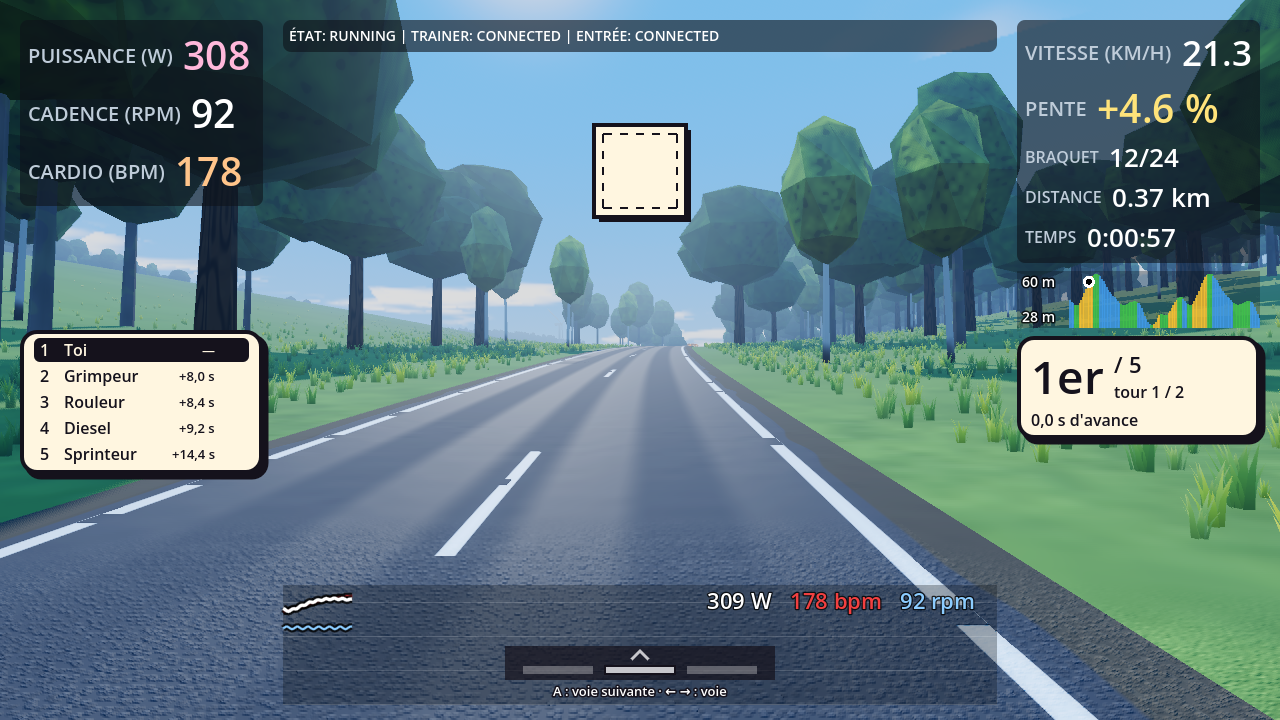 PUISSANCE (W) 308
CADENCE (RPM) 92
CARDIO (BPM) 178
ÉTAT: RUNNING | TRAINER: CONNECTED | ENTRÉE: CONNECTED
VITESSE (KM/H) 21.3
PENTE +4.6 %
BRAQUET 12/24
DISTANCE 0.37 km
TEMPS 0:00:57
60 m
28 m
1 Toi —
2 Grimpeur +8,0 s
3 Rouleur +8,4 s
4 Diesel +9,2 s
5 Sprinteur +14,4 s
1er / 5
tour 1 / 2
0,0 s d'avance
309 W 178 bpm 92 rpm
A : voie suivante · ← → : voie